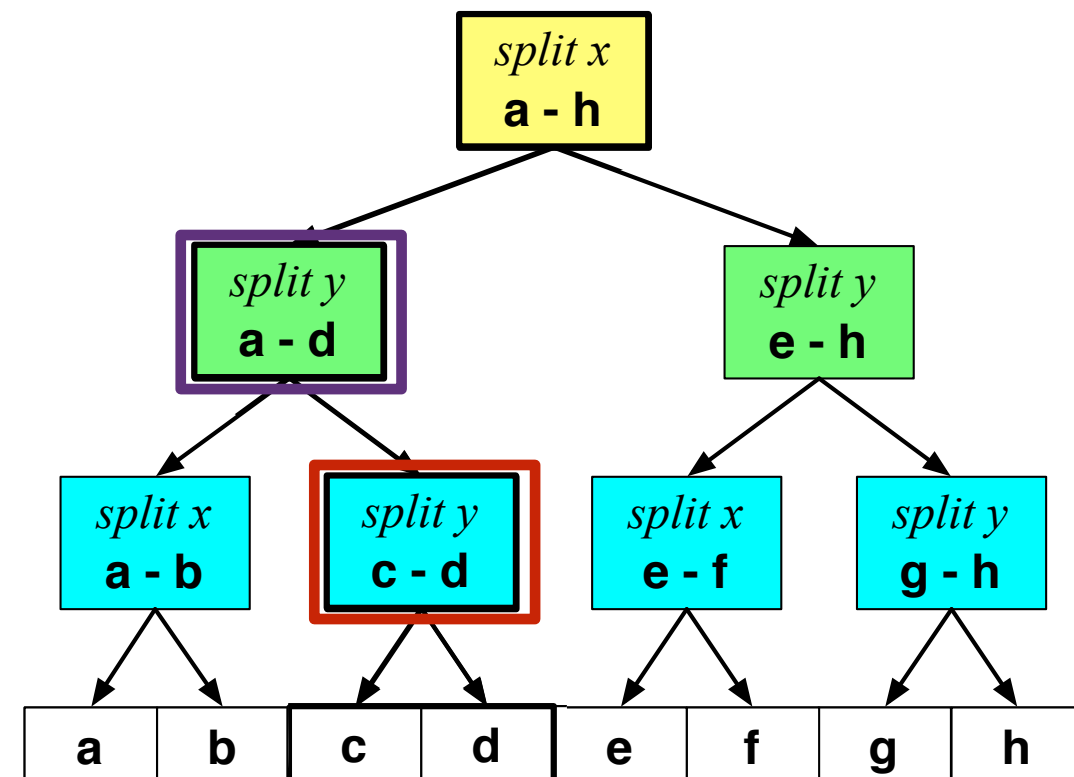 split x
a - h
split y
a - d
split y
e - h
split x
a - b
split y
c - d
split x
e - f
split y
g - h
a b c d e f g h